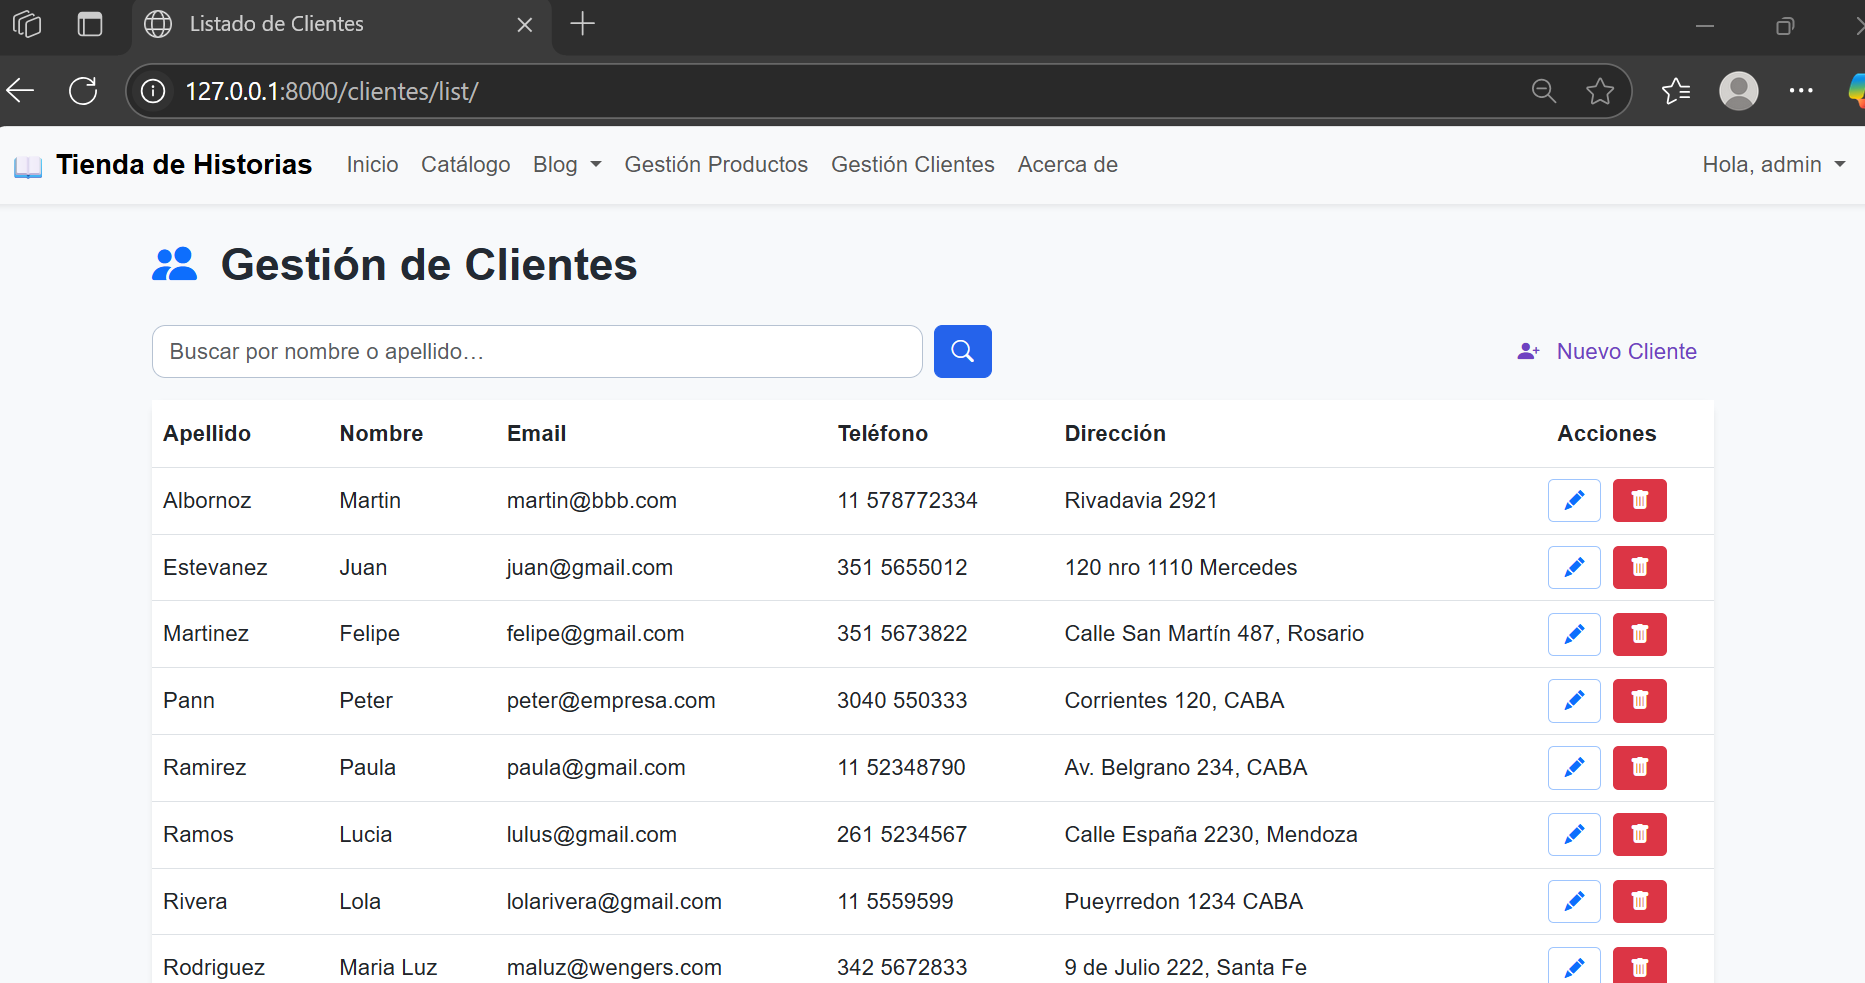 Listado de Clientes
127.0.0.1:8000/clientes/list/
Tienda de Historias Inicio Catálogo Blog Gestión Productos Gestión Clientes Acerca de Hola, admin
Gestión de Clientes
Buscar por nombre o apellido... Nuevo Cliente
Apellido Nombre Email Teléfono Dirección Acciones
Albornoz Martin martin@bbb.com 11 578772334 Rivadavia 2921
Estevanez Juan juan@gmail.com 351 5655012 120 nro 1110 Mercedes
Martinez Felipe felipe@gmail.com 351 5673822 Calle San Martín 487, Rosario
Pann Peter peter@empresa.com 3040 550333 Corrientes 120, CABA
Ramirez Paula paula@gmail.com 11 52348790 Av. Belgrano 234, CABA
Ramos Lucia lulus@gmail.com 261 5234567 Calle España 2230, Mendoza
Rivera Lola lolarivera@gmail.com 11 5559599 Pueyrredon 1234 CABA
Rodriguez Maria Luz maluz@wengers.com 342 5672833 9 de Julio 222, Santa Fe